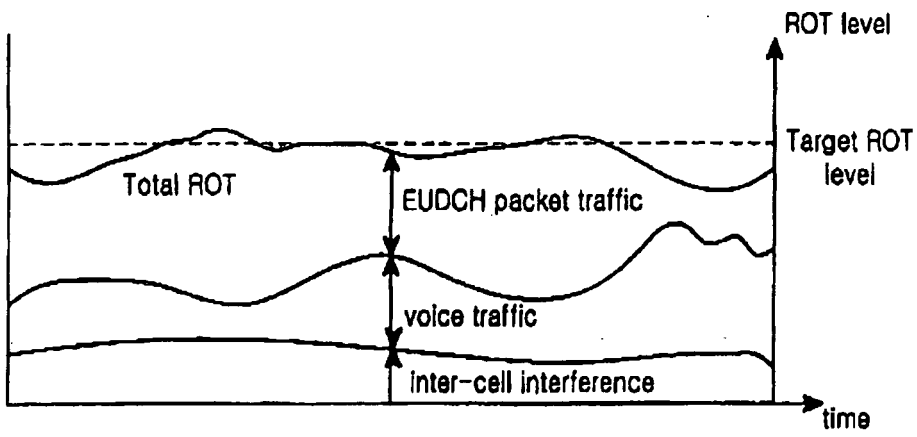 ROT level
Target ROT
level
Total ROT
EUDCH packet traffic
voice traffic
inter-cell interference
time